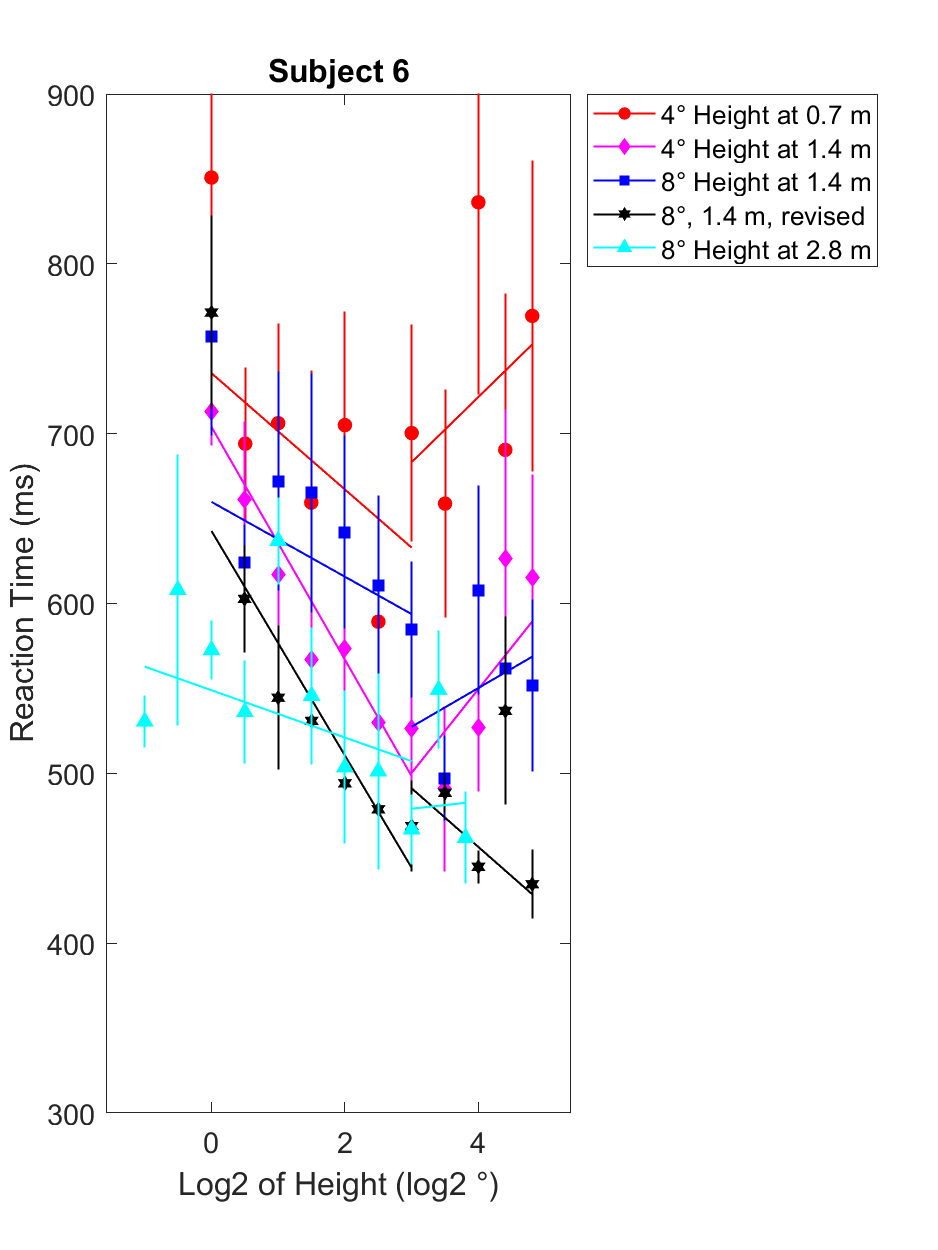 Subject 6
900
800
700
600
500
400
300
0
2
4
Reaction Time (ms)
Log2 of Height (log2 °)
4° Height at 0.7 m
4° Height at 1.4 m
8° Height at 1.4 m
8°, 1.4 m, revised
8° Height at 2.8 m